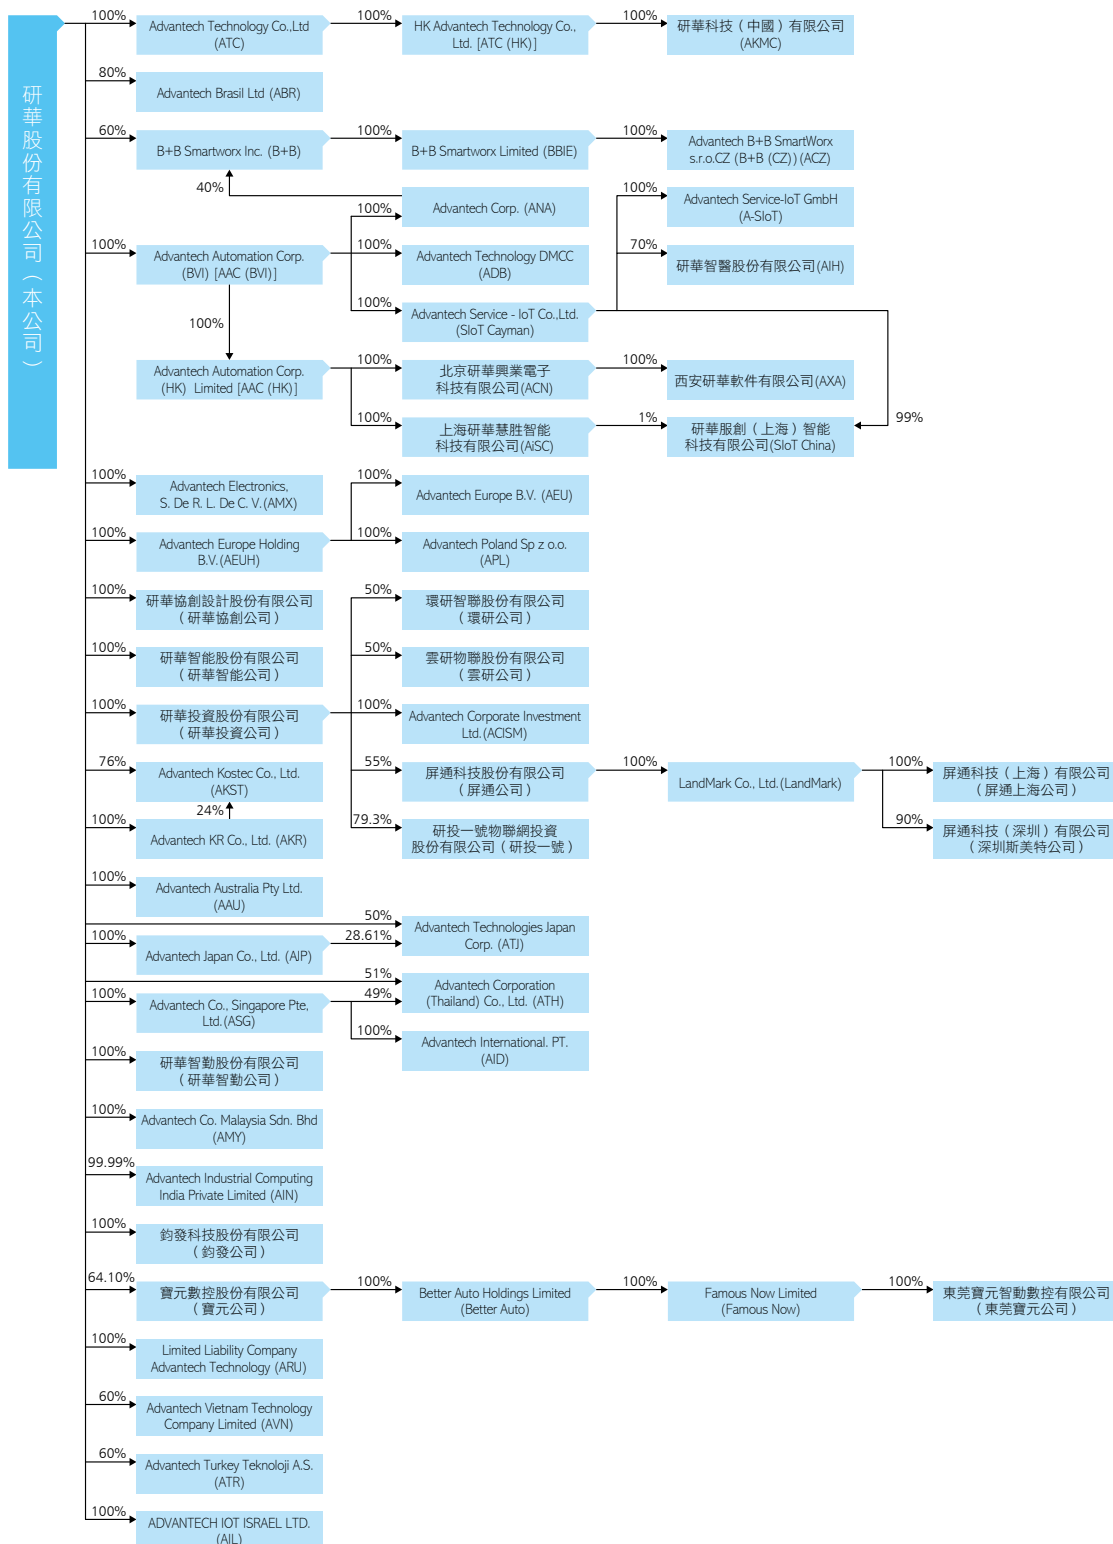 研華股份有限公司（本公司）
100%
Advantech Technology Co.,Ltd
(ATC)
100%
HK Advantech Technology Co.,
Ltd. [ATC (HK)]
100%
研華科技（中國）有限公司
(AKMC)
80%
Advantech Brasil Ltd (ABR)
60%
B+B Smartworx Inc. (B+B)
100%
B+B Smartworx Limited (BBIE)
100%
Advantech B+B SmartWorx
s.r.o.CZ (B+B (CZ)) (ACZ)
40%
100%
Advantech Corp. (ANA)
100%
Advantech Service-IoT GmbH
(A-SIoT)
100%
Advantech Automation Corp.
(BVI) [AAC (BVI)]
100%
Advantech Technology DMCC
(ADB)
70%
研華智醫股份有限公司(AIH)
100%
Advantech Service - IoT Co.,Ltd.
(SIoT Cayman)
100%
Advantech Automation Corp.
(HK) Limited [AAC (HK)]
100%
北京研華興業電子
科技有限公司(ACN)
100%
西安研華軟件有限公司(AXA)
100%
上海研華慧胜智能
科技有限公司(AiSC)
1%
研華服創（上海）智能
科技有限公司(SIoT China)
99%
100%
Advantech Electronics,
S. De R. L. De C. V.(AMX)
100%
Advantech Europe B.V. (AEU)
100%
Advantech Europe Holding
B.V.(AEUH)
100%
Advantech Poland Sp z o.o.
(APL)
100%
研華協創設計股份有限公司
（研華協創公司）
50%
環研智聯股份有限公司
（環研公司）
100%
研華智能股份有限公司
（研華智能公司）
50%
雲研物聯股份有限公司
（雲研公司）
100%
研華投資股份有限公司
（研華投資公司）
100%
Advantech Corporate Investment
Ltd.(ACISM)
76%
Advantech Kostec Co., Ltd.
(AKST)
55%
屏通科技股份有限公司
（屏通公司）
100%
LandMark Co., Ltd.(LandMark)
100%
屏通科技（上海）有限公司
（屏通上海公司）
24%
100%
Advantech KR Co., Ltd. (AKR)
79.3%
研投一號物聯網投資
股份有限公司（研投一號）
90%
屏通科技（深圳）有限公司
（深圳斯美特公司）
100%
Advantech Australia Pty Ltd.
(AAU)
50%
Advantech Technologies Japan
Corp. (ATJ)
100%
Advantech Japan Co., Ltd. (AJP)
28.61%
51%
Advantech Corporation
(Thailand) Co., Ltd. (ATH)
100%
Advantech Co., Singapore Pte,
Ltd.(ASG)
49%
100%
Advantech International. PT.
(AID)
100%
研華智勤股份有限公司
（研華智勤公司）
100%
Advantech Co. Malaysia Sdn. Bhd
(AMY)
99.99%
Advantech Industrial Computing
India Private Limited (AIN)
100%
鈞發科技股份有限公司
（鈞發公司）
64.10%
寶元數控股份有限公司
（寶元公司）
100%
Better Auto Holdings Limited
(Better Auto)
100%
Famous Now Limited
(Famous Now)
100%
東莞寶元智動數控有限公司
（東莞寶元公司）
100%
Limited Liability Company
Advantech Technology (ARU)
60%
Advantech Vietnam Technology
Company Limited (AVN)
60%
Advantech Turkey Teknoloji A.S.
(ATR)
100%
ADVANTECH IOT ISRAEL LTD.
(AIL)